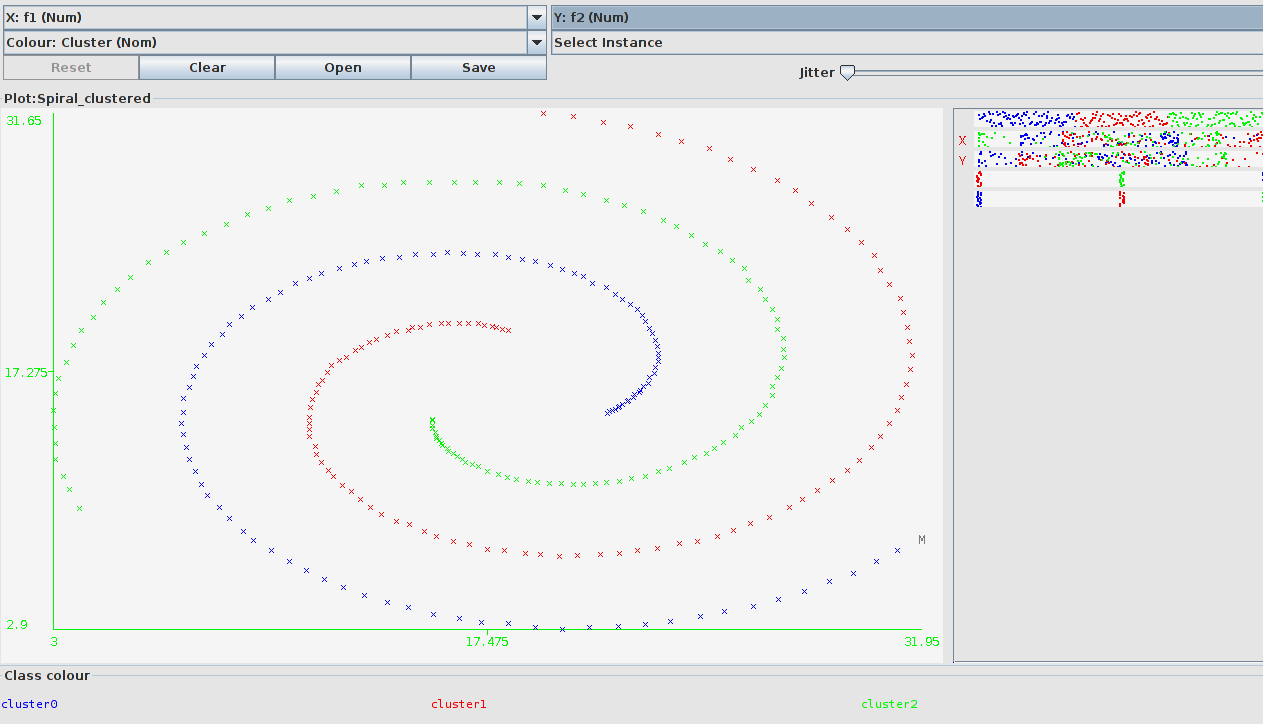 X: f1 (Num)
Y: f2 (Num)
Colour: Cluster (Nom)
Select Instance
Reset
Clear
Open
Save
Jitter
Plot:Spiral_clustered
31.65
X
Y
17.275
M
2.9
3
17.475
31.95
Class colour
cluster0
cluster1
cluster2